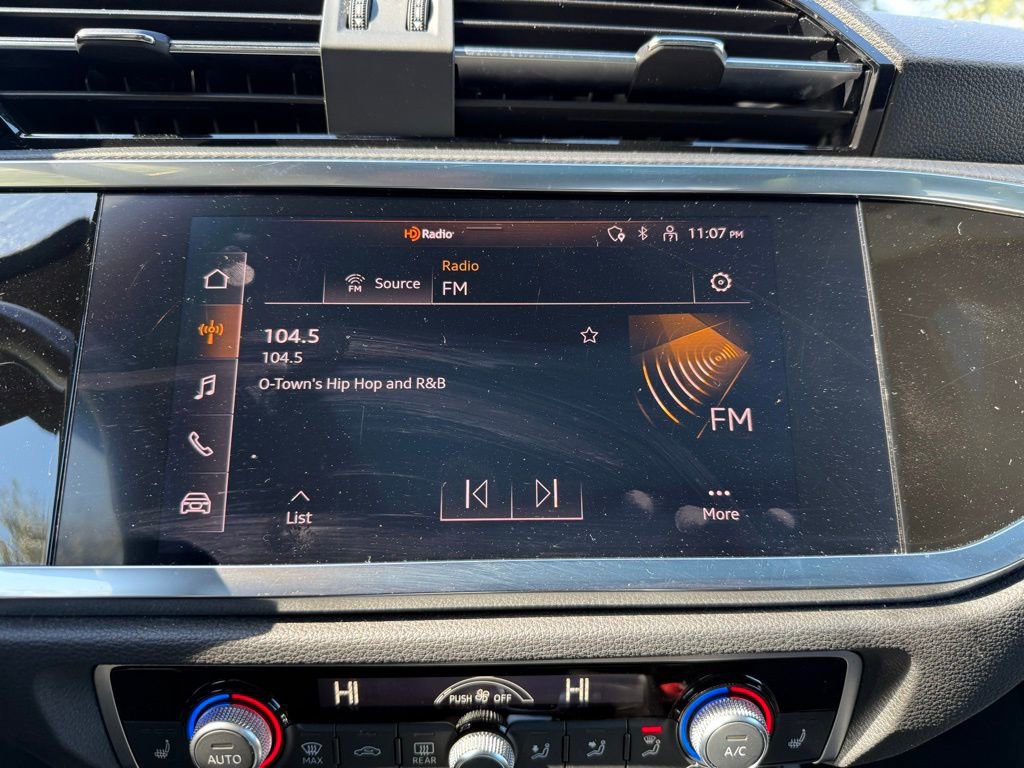 HD Radio
11:07 PM
FM Source
Radio
FM
104.5
104.5
O-Town's Hip Hop and R&B
FM
List
More
HI
PUSH OFF
HI
AUTO
MAX
REAR
A/C